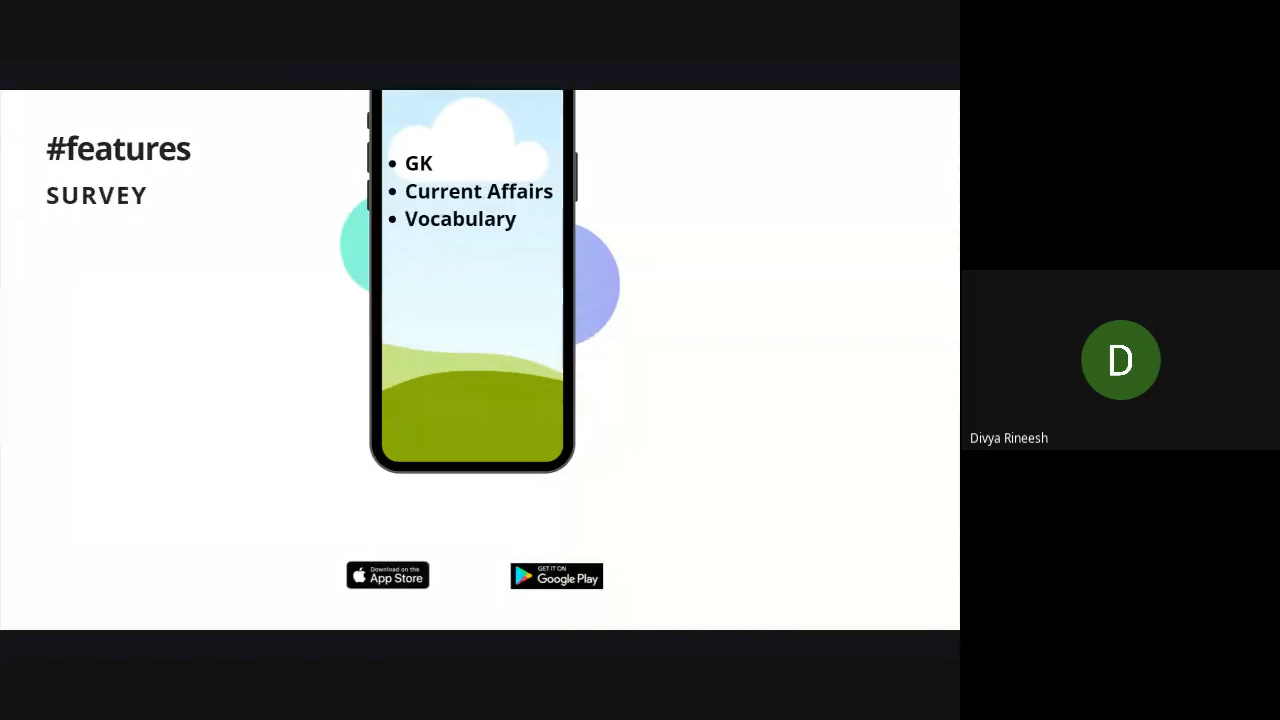 #features
SURVEY
• GK
• Current Affairs
• Vocabulary
Download on the
App Store
GET IT ON
Google Play
D
Divya Rineesh